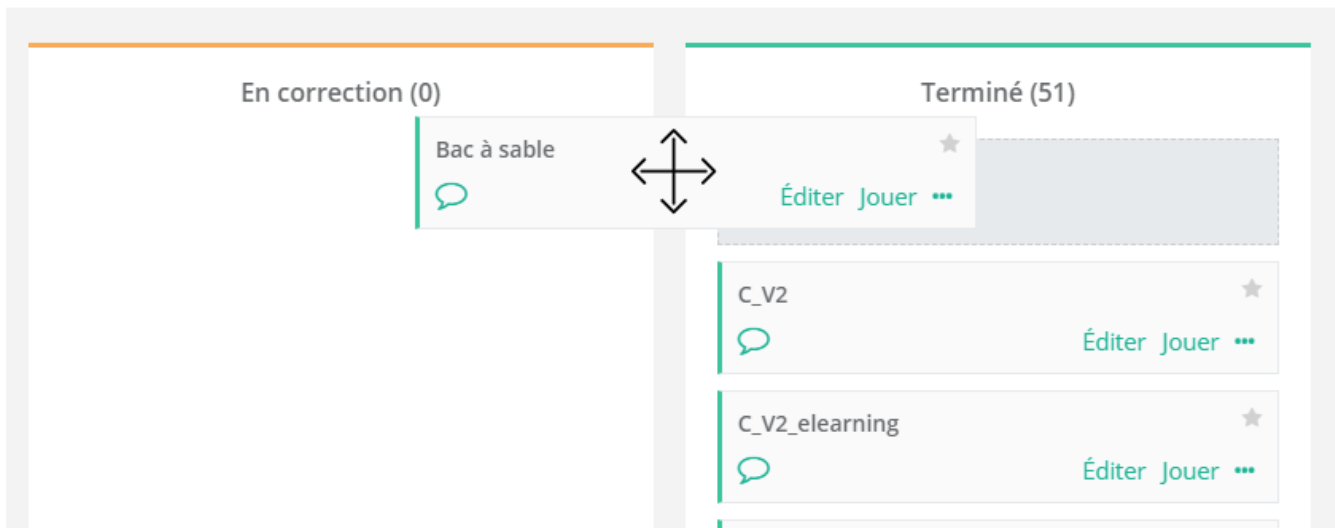 En correction (0)
Terminé (51)
Bac à sable
Éditer Jouer •••
C_V2
Éditer Jouer •••
C_V2_elearning
Éditer Jouer •••